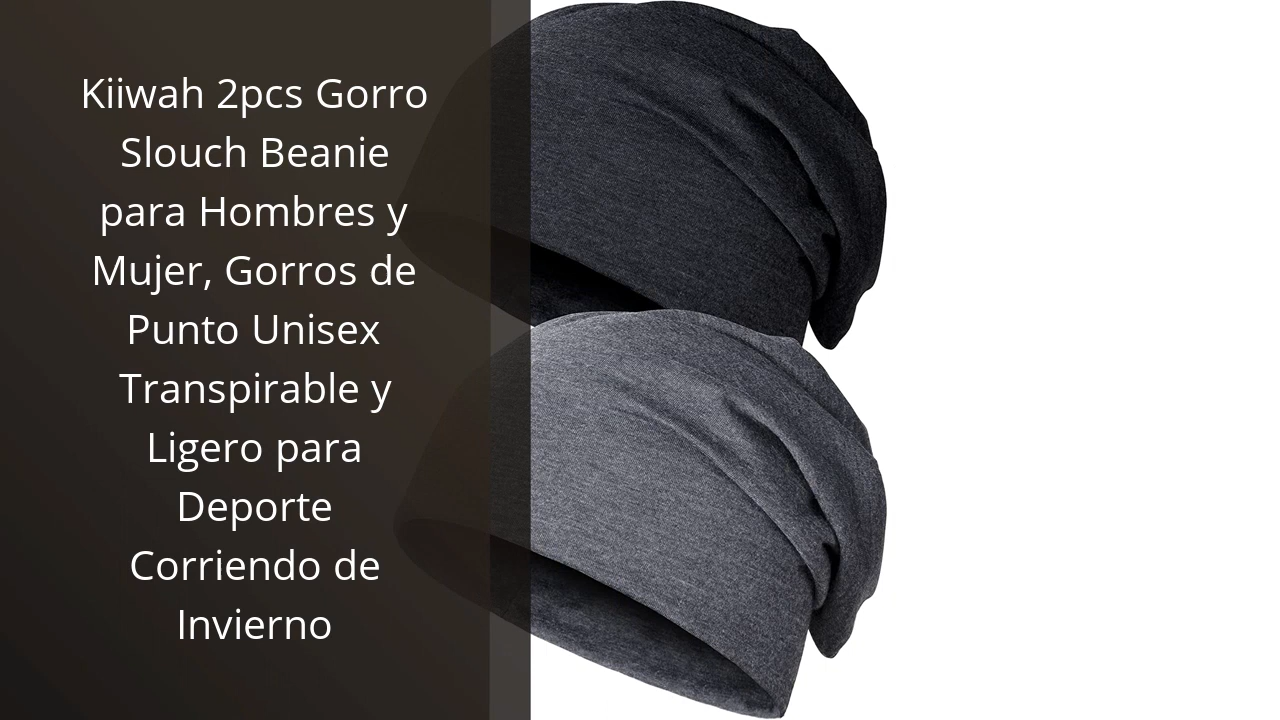 Kiiwah 2pcs Gorro
Slouch Beanie
para Hombres y
Mujer, Gorros de
Punto Unisex
Transpirable y
Ligero para
Deporte
Corriendo de
Invierno